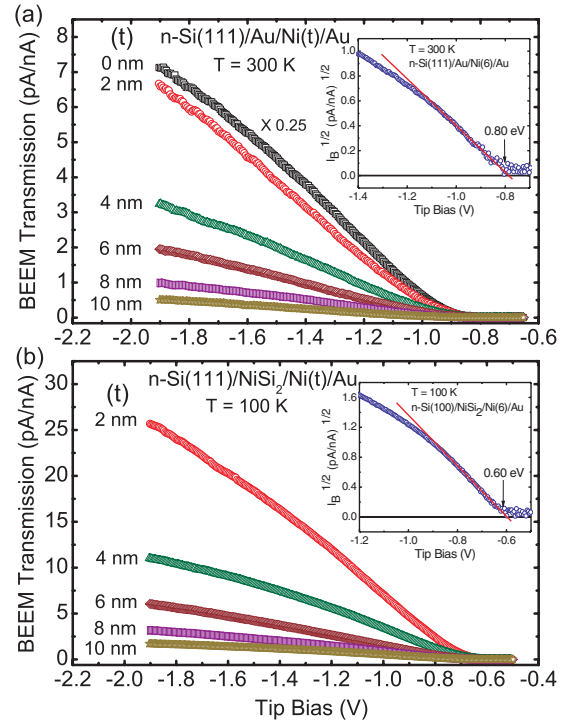 (a)
(t) n-Si(111)/Au/Ni(t)/Au
T = 300 K
0 nm
2 nm
4 nm
6 nm
8 nm
10 nm
X 0.25
BEEM Transmission (pA/nA)
8
7
6
5
4
3
2
1
0
-2.2 -2.0 -1.8 -1.6 -1.4 -1.2 -1.0 -0.8 -0.6
Tip Bias (V)
T = 300 K
n-Si(111)/Au/Ni(6)/Au
0.80 eV
I_B^1/2 (pA/nA)^1/2
1.0
0.8
0.6
0.4
0.2
0.0
-1.4 -1.2 -1.0 -0.8 -0.6
Tip Bias (V)
(b)
(t) n-Si(111)/NiSi2/Ni(t)/Au
T = 100 K
2 nm
4 nm
6 nm
8 nm
10 nm
BEEM Transmission (pA/nA)
30
25
20
15
10
5
0
-2.2 -2.0 -1.8 -1.6 -1.4 -1.2 -1.0 -0.8 -0.6 -0.4
Tip Bias (V)
T = 100 K
n-Si(100)/NiSi2/Ni(6)/Au
0.60 eV
I_B^1/2 (pA/nA)^1/2
1.6
1.2
0.8
0.4
0.0
-1.2 -1.0 -0.8 -0.6
Tip Bias (V)